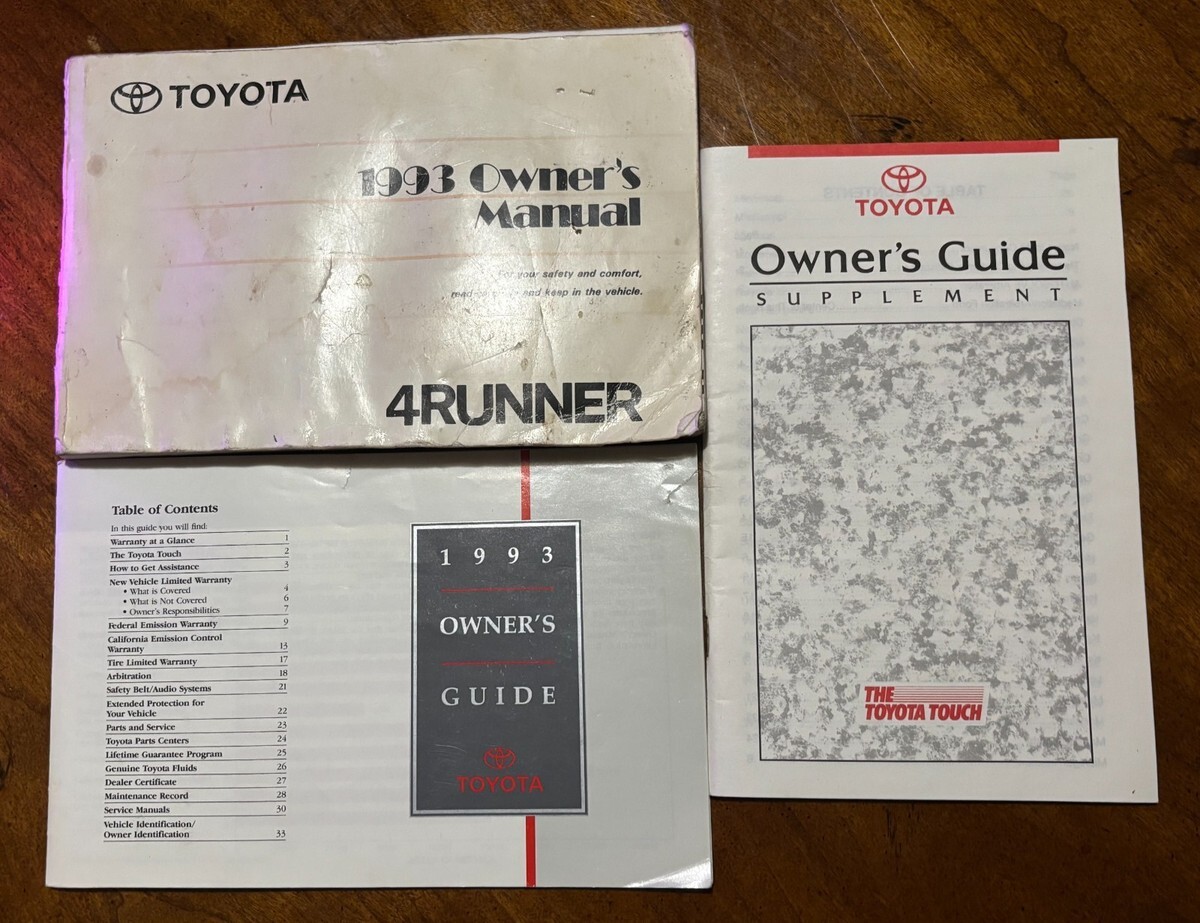 TOYOTA
1993 Owner's
Manual
For your safety and comfort,
read and keep in the vehicle.
4RUNNER
Table of Contents
In this guide you will find:
Warranty at a Glance 1
The Toyota Touch 2
How to Get Assistance 3
New Vehicle Limited Warranty
• What is Covered 4
• What is Not Covered 6
• Owner's Responsibilities 7
Federal Emission Warranty 9
California Emission Control
Warranty 13
Tire Limited Warranty 17
Arbitration 18
Safety Belt/Audio Systems 21
Extended Protection for
Your Vehicle 22
Parts and Service 23
Toyota Parts Centers 24
Lifetime Guarantee Program 25
Genuine Toyota Fluids 26
Dealer Certificate 27
Maintenance Record 28
Service Manuals 30
Vehicle Identification/
Owner Identification 33
1993
OWNER'S
GUIDE
TOYOTA
TOYOTA
Owner's Guide
SUPPLEMENT
THE
TOYOTA TOUCH